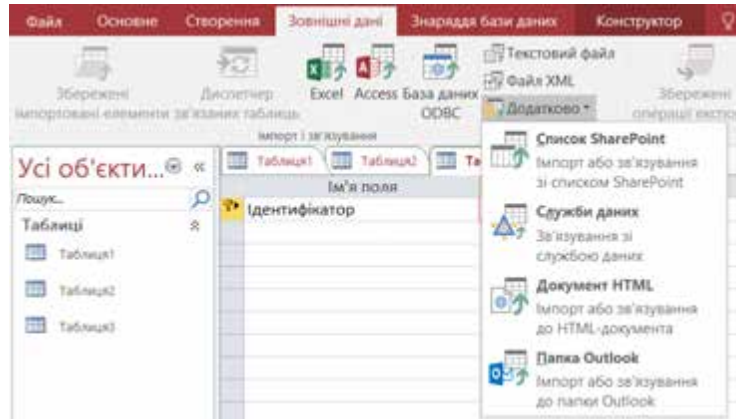 Файл Основне Створення Зовнішні дані Знаряддя бази даних Конструктор
Збережені імпортовані елементи
Диспетчер зв'язаних таблиць
Excel
Access
База даних ODBC
Текстовий файл
Файл XML
Додатково
Збережені операції
імпорт і зв'язування
Список SharePoint
Імпорт або зв'язування
зі списком SharePoint
Служби даних
Зв'язування зі
службою даних
Документ HTML
Імпорт або зв'язування
до HTML-документа
Папка Outlook
Імпорт або зв'язування
до папки Outlook
Усі об'єкти... «
Пошук...
Таблиці
Таблиця1
Таблиця2
Таблиця3
Таблиця1 Таблиця2 Та
Ім'я поля
Ідентифікатор